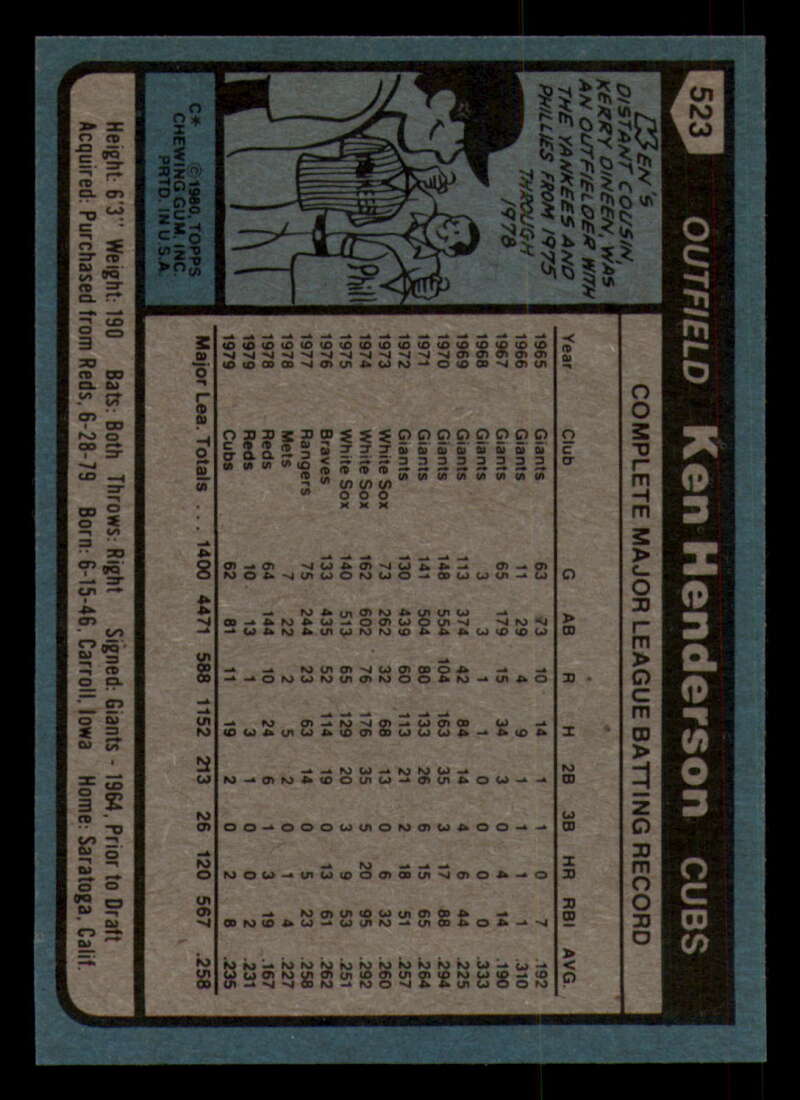 523 OUTFIELD Ken Henderson CUBS
KEN'S
DISTANT COUSIN,
KERRY DINEEN, WAS
AN OUTFIELDER WITH
THE YANKEES AND
PHILLIES FROM 1975
THROUGH
1978
Phill
C* © 1980, TOPPS
CHEWING GUM, INC.
PRTD. IN U.S.A.
COMPLETE MAJOR LEAGUE BATTING RECORD
Year Club G AB R H 2B 3B HR RBI AVG.
1965 Giants 63 73 10 14 1 1 0 7 .192
1966 Giants 11 29 4 9 1 1 1 1 .310
1967 Giants 65 179 15 34 3 0 4 14 .190
1968 Giants 3 3 1 1 0 0 0 0 .333
1969 Giants 113 374 42 84 14 4 6 44 .225
1970 Giants 148 554 104 163 35 3 17 88 .294
1971 Giants 141 504 80 133 26 6 15 65 .264
1972 Giants 130 439 60 113 21 2 18 51 .257
1973 White Sox 73 262 32 68 13 0 6 32 .260
1974 White Sox 162 602 76 176 35 5 20 95 .292
1975 White Sox 140 513 65 129 20 3 9 53 .251
1976 Braves 133 435 52 114 19 0 13 61 .262
1977 Rangers 75 244 23 63 14 0 5 23 .258
1978 Mets 7 22 2 5 2 0 1 4 .227
1978 Reds 64 144 10 24 6 1 3 19 .167
1979 Reds 10 13 1 3 1 0 0 2 .231
1979 Cubs 62 81 11 19 2 0 2 8 .235
Major Lea. Totals . . . 1400 4471 588 1152 213 26 120 567 .258
Height: 6'3" Weight: 190 Bats: Both Throws: Right Signed: Giants - 1964, Prior to Draft
Acquired: Purchased from Reds, 6-28-79 Born: 6-15-46, Carroll, Iowa Home: Saratoga, Calif.